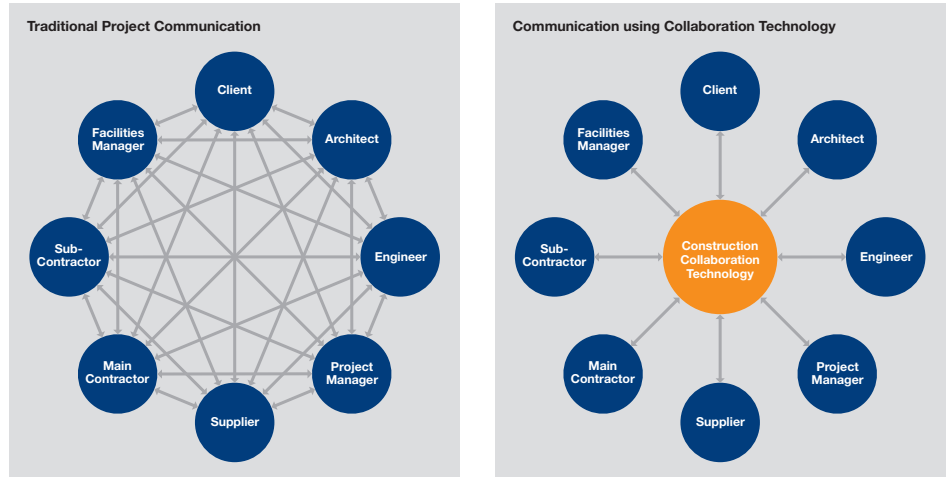 Traditional Project Communication
Client
Facilities
Manager
Architect
Sub-
Contractor
Engineer
Main
Contractor
Project
Manager
Supplier
Communication using Collaboration Technology
Client
Facilities
Manager
Architect
Sub-
Contractor
Construction
Collaboration
Technology
Engineer
Main
Contractor
Project
Manager
Supplier